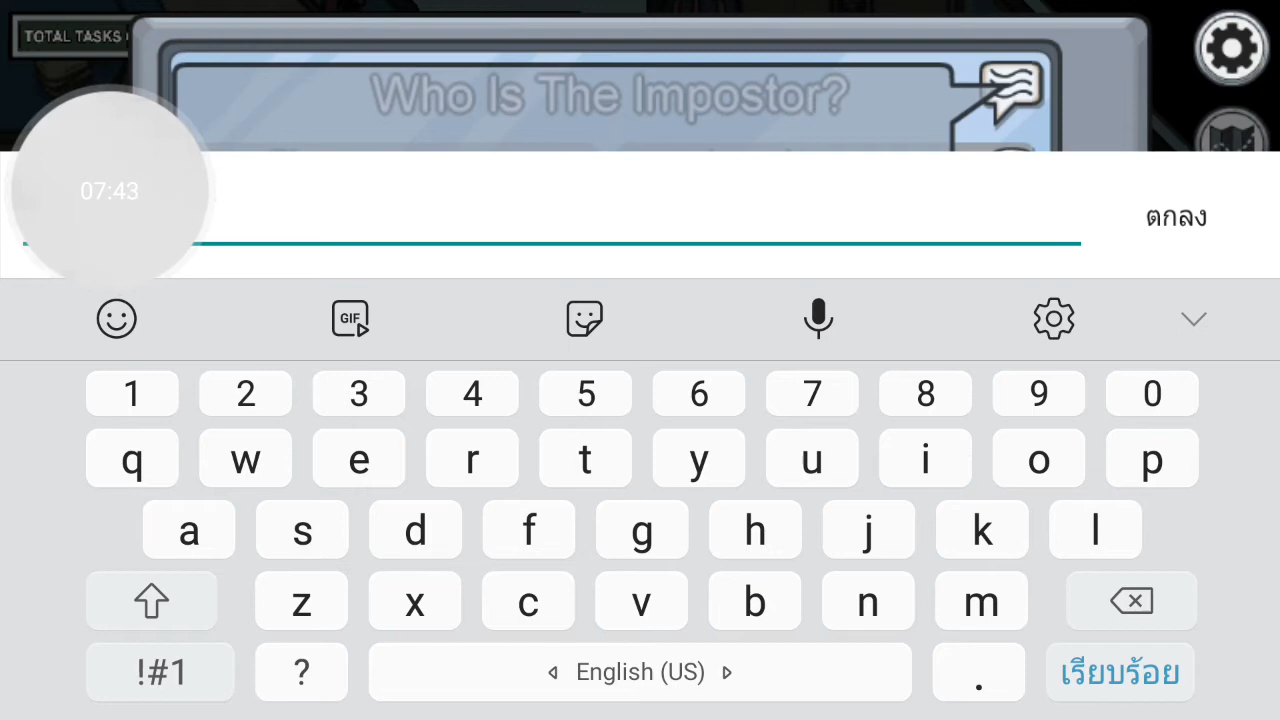 TOTAL TASKS
Who Is The Impostor?
07:43
ตกลง
GIF
1 2 3 4 5 6 7 8 9 0
q w e r t y u i o p
a s d f g h j k l
z x c v b n m
!#1 ? English (US) . เรียบร้อย